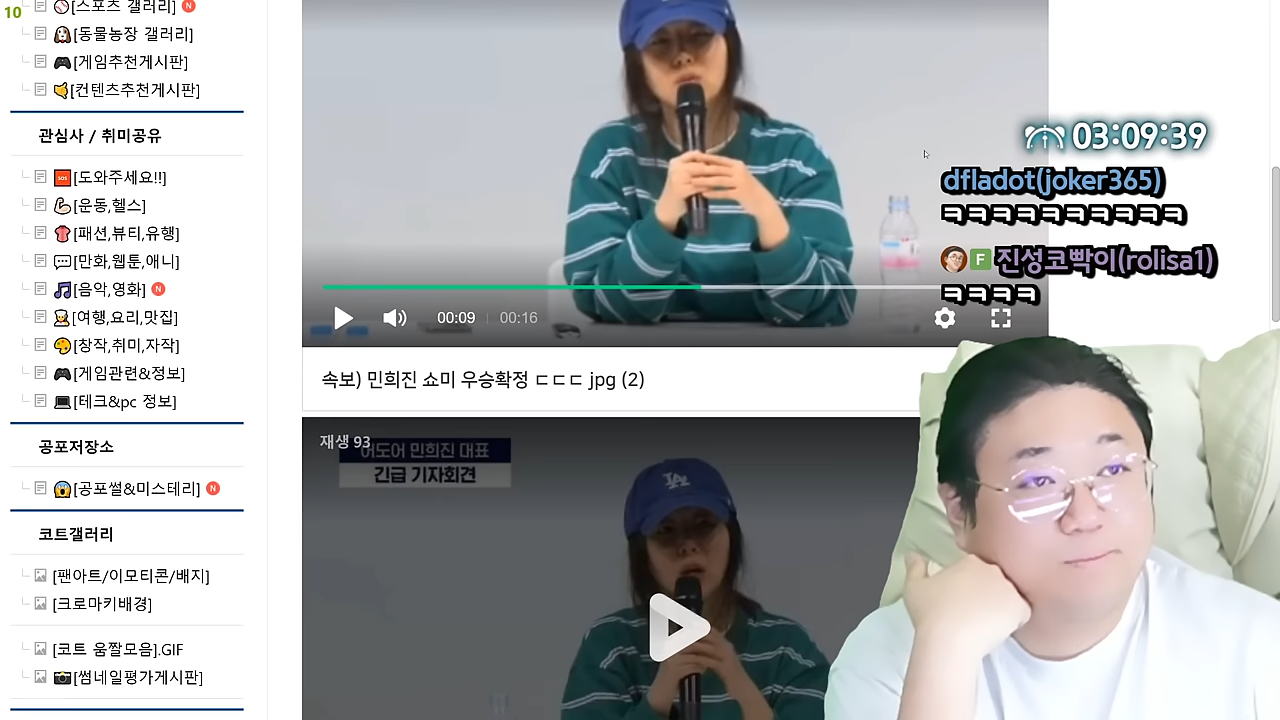 10
[스포츠 갤러리] N
[동물농장 갤러리]
[게임추천게시판]
[컨텐츠추천게시판]
관심사 / 취미공유
SOS [도와주세요!!]
[운동,헬스]
[패션,뷰티,유행]
[만화,웹툰,애니]
[음악,영화] N
[여행,요리,맛집]
[창작,취미,자작]
[게임관련&정보]
[테크&pc 정보]
공포저장소
[공포썰&미스테리] N
코트갤러리
[팬아트/이모티콘/배지]
[크로마키배경]
[코트 움짤모음].GIF
[썸네일평가게시판]
00:09 00:16
속보) 민희진 쇼미 우승확정 ㄷㄷㄷ jpg (2)
재생 93
어도어 민희진 대표
긴급 기자회견
LA
03:09:39
dfladot(joker365)
ㅋㅋㅋㅋㅋㅋㅋㅋㅋㅋ
F 진성코빡이(rolisa1)
ㅋㅋㅋㅋ